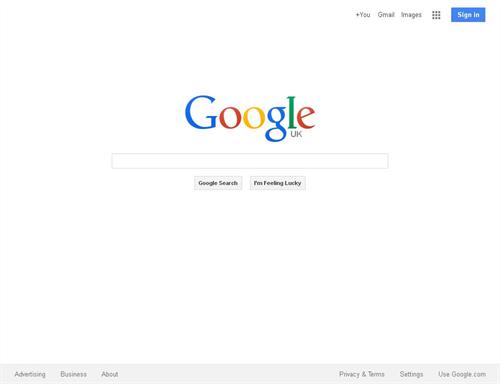 +You Gmail Images Sign in
Google
UK
Google Search I'm Feeling Lucky
Advertising Business About Privacy & Terms Settings Use Google.com